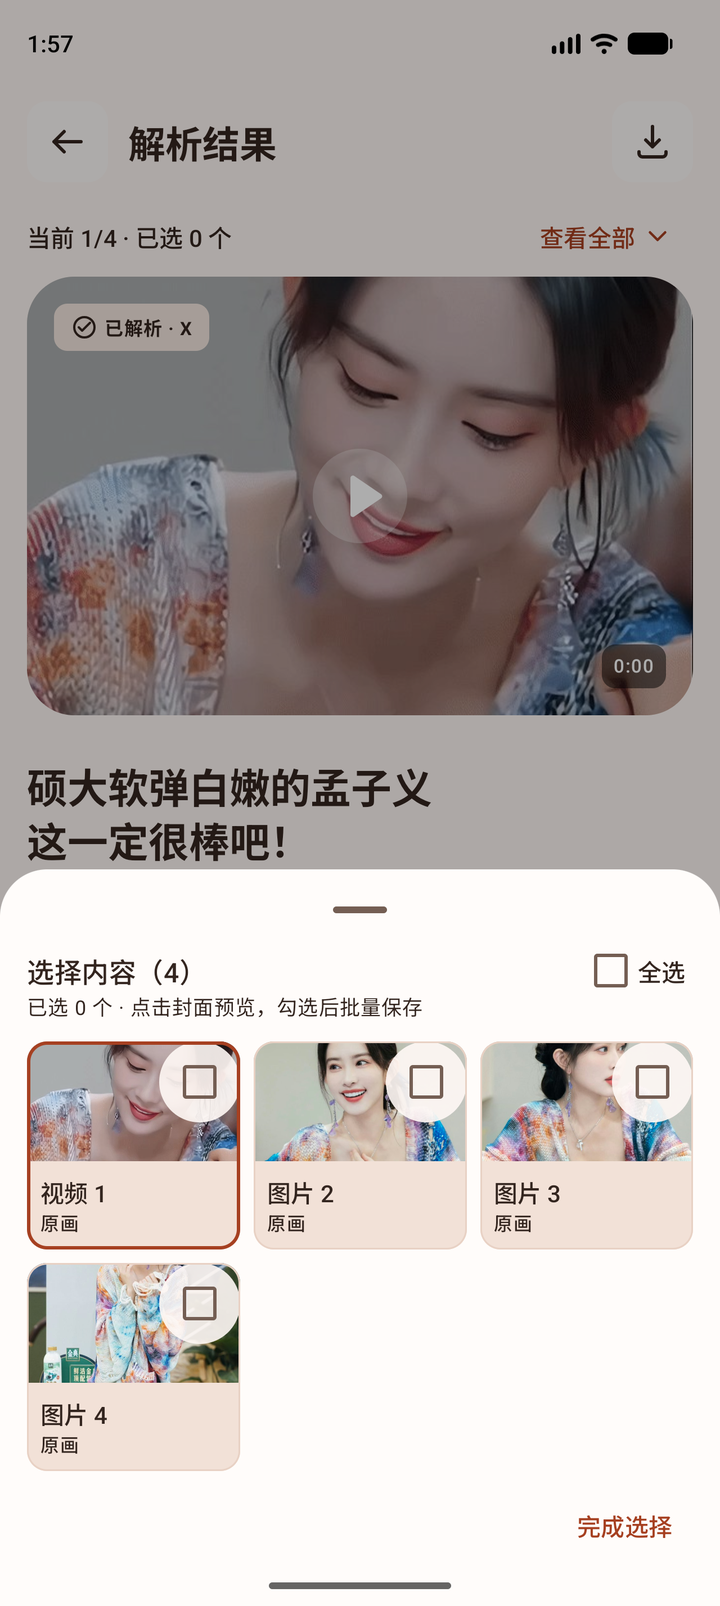 1:57
解析结果
当前 1/4 · 已选 0 个
查看全部
已解析 · X
0:00
硕大软弹白嫩的孟子义
这一定很棒吧！
选择内容（4）
全选
已选 0 个 · 点击封面预览，勾选后批量保存
视频 1
原画
图片 2
原画
图片 3
原画
图片 4
原画
完成选择